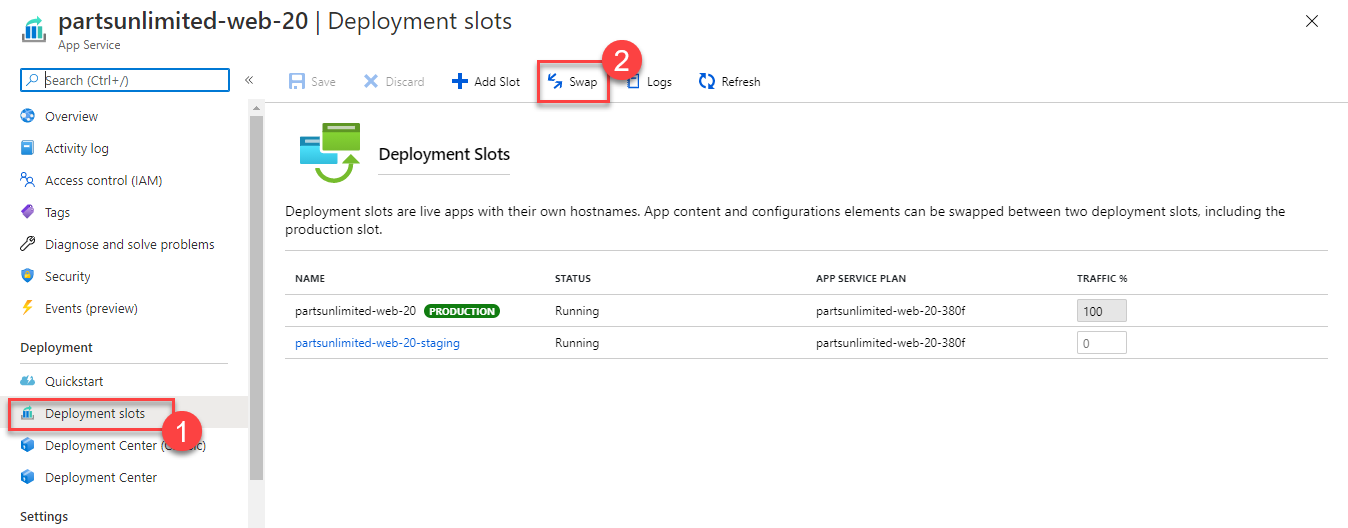 partsunlimited-web-20 | Deployment slots
App Service
Search (Ctrl+/)
«
Overview
Activity log
Access control (IAM)
Tags
Diagnose and solve problems
Security
Events (preview)
Deployment
Quickstart
Deployment slots
1
Deployment Center (
Deployment Center
Settings
Save Discard Add Slot Swap Logs Refresh
2
Deployment Slots
Deployment slots are live apps with their own hostnames. App content and configurations elements can be swapped between two deployment slots, including the
production slot.
NAME STATUS APP SERVICE PLAN TRAFFIC %
partsunlimited-web-20 PRODUCTION Running partsunlimited-web-20-380f 100
partsunlimited-web-20-staging Running partsunlimited-web-20-380f 0